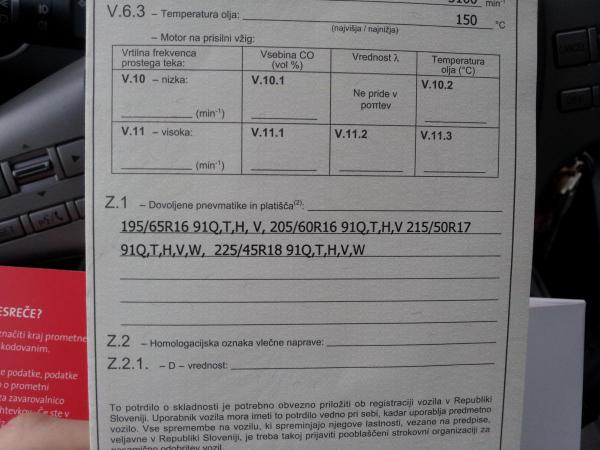 V.6.3 – Temperatura olja: 150 °C
(najvišja / najnižja)
– Motor na prisilni vžig:
Vrtilna frekvenca prostega teka: Vsebina CO (vol %) Vrednost λ Temperatura olja (°C)
V.10 – nizka: V.10.1 Ne pride v poštev V.10.2
(min⁻¹)
V.11 – visoka: V.11.1 V.11.2 V.11.3
(min⁻¹)
Z.1 – Dovoljene pnevmatike in platišča⁽²⁾:
195/65R16 91Q,T,H, V, 205/60R16 91Q,T,H,V 215/50R17
91Q,T,H,V,W, 225/45R18 91Q,T,H,V,W
Z.2 – Homologacijska oznaka vlečne naprave:
Z.2.1. – D – vrednost:
To potrdilo o skladnosti je potrebno obvezno priložiti ob registraciji vozila v Republiki
Sloveniji. Uporabnik vozila mora imeti to potrdilo vedno pri sebi, kadar uporablja predmetno
vozilo. Vse spremembe na vozilu, ki spreminjajo njegove lastnosti, vezane na predpise,
veljavne v Republiki Sloveniji, je treba takoj prijaviti pooblaščeni strokovni organizaciji za
posamično odobritev vozil.
ESREČE?
značiti kraj prometne
kodovanim.
e podatke, podatke
o o prometni
za zavarovalnico
htevkov. Če ste v